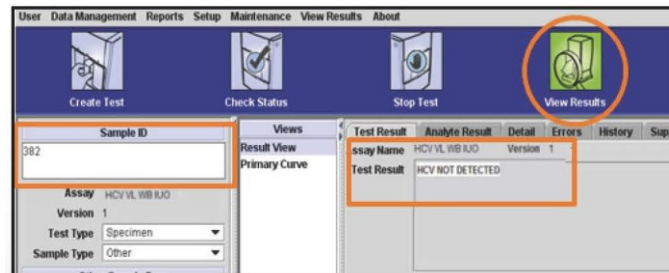 User Data Management Reports Setup Maintenance View Results About
Create Test Check Status Stop Test View Results
Sample ID
382
Assay HCV VL WB IUO
Version 1
Test Type Specimen
Sample Type Other
Views
Result View
Primary Curve
Test Result Analyte Result Detail Errors History Sup
ssay Name HCV VL WB IUO Version 1
Test Result HCV NOT DETECTED